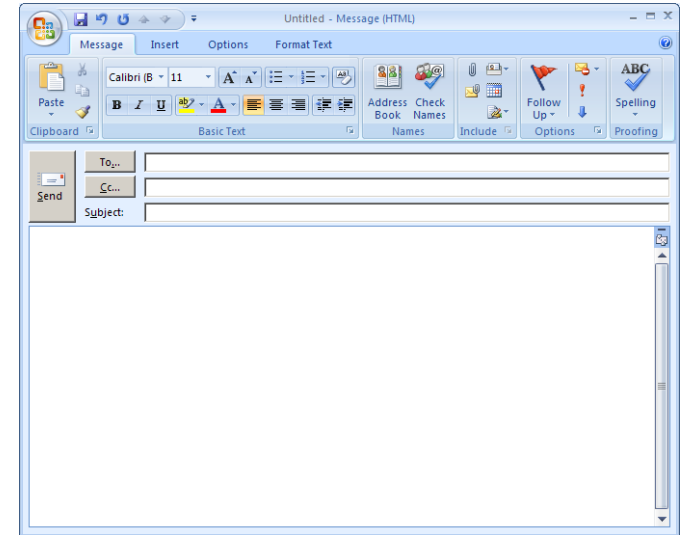 Untitled - Message (HTML)
Message Insert Options Format Text
Calibri (B 11 A A
Paste B I U ab A Address Book Check Names Follow Up ABC Spelling
Clipboard Basic Text Names Include Options Proofing
To...
Send Cc...
Subject: